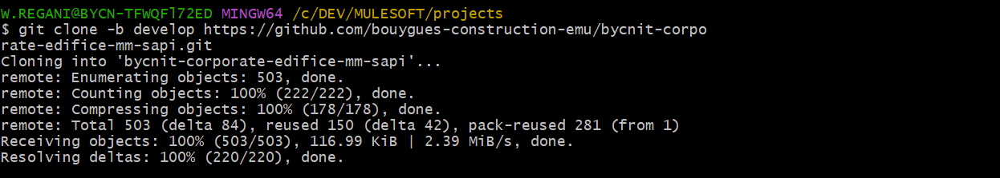 W.REGANI@BYCN-TFWQFl72ED MINGW64 /c/DEV/MULESOFT/projects
$ git clone -b develop https://github.com/bouygues-construction-emu/bycnit-corpo
rate-edifice-mm-sapi.git
Cloning into 'bycnit-corporate-edifice-mm-sapi'...
remote: Enumerating objects: 503, done.
remote: Counting objects: 100% (222/222), done.
remote: Compressing objects: 100% (178/178), done.
remote: Total 503 (delta 84), reused 150 (delta 42), pack-reused 281 (from 1)
Receiving objects: 100% (503/503), 116.99 KiB | 2.39 MiB/s, done.
Resolving deltas: 100% (220/220), done.